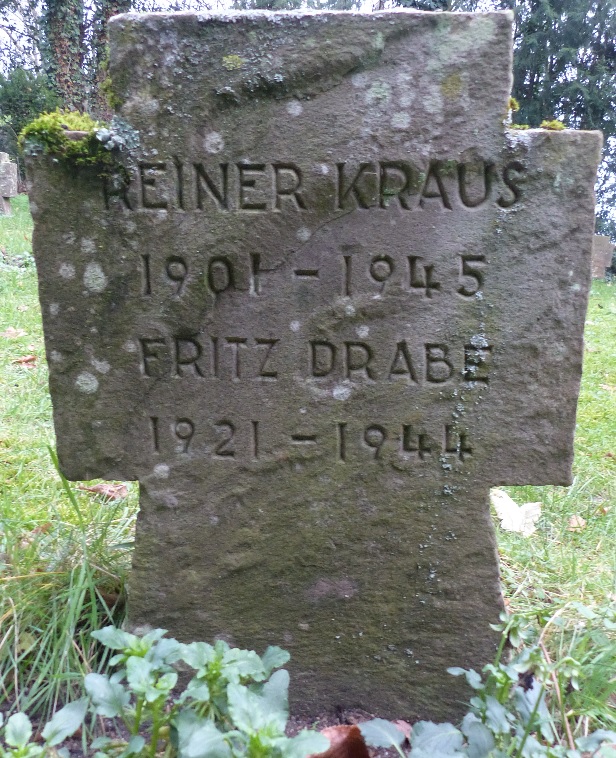 REINER KRAUS
1901 – 1945
FRITZ DRABE
1921 – 1944